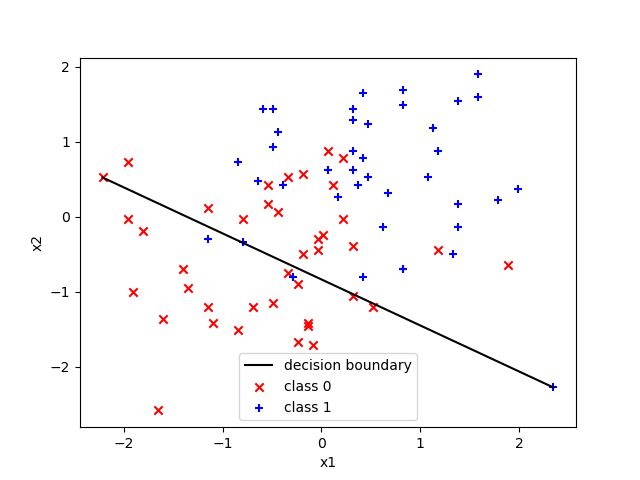 2
1
0
−1
−2
x2
decision boundary
class 0
class 1
−2 −1 0 1 2
x1